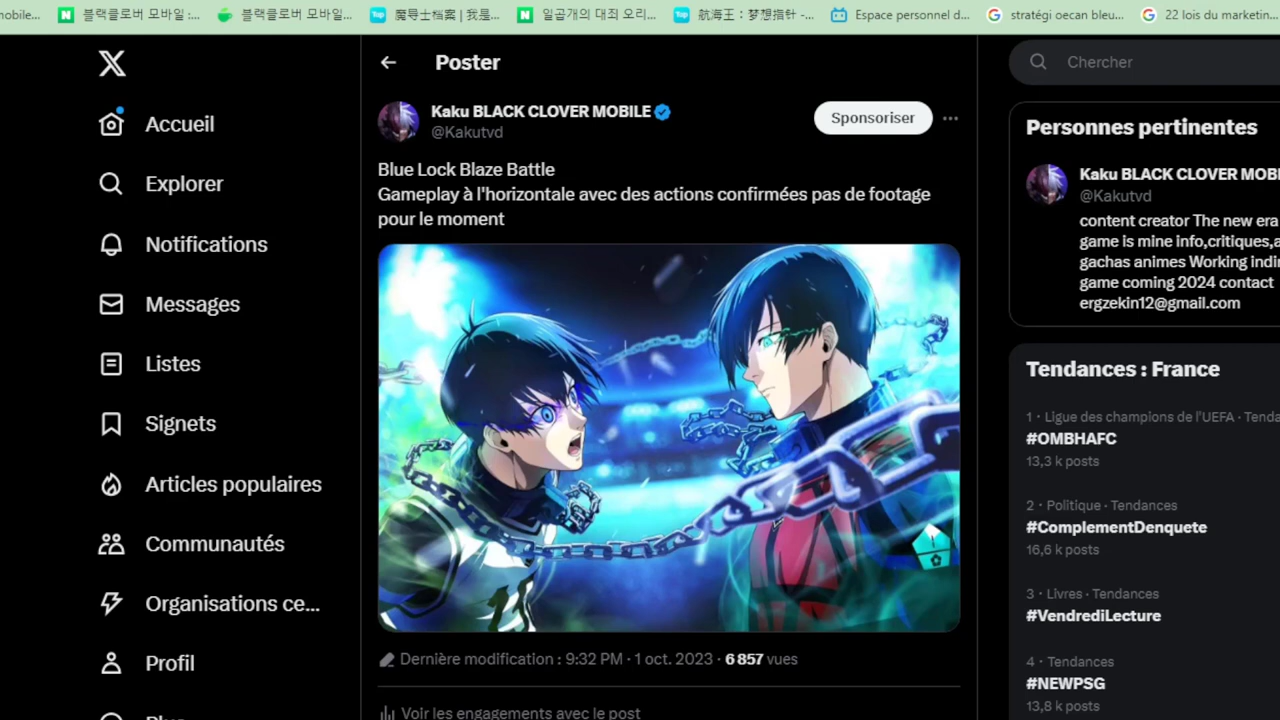 mobile...
블랙클로버 모바일 :...
블랙클로버 모바일...
魔导士档案 | 我是...
일곱개의 대죄 오리...
航海王：梦想指针 -...
Espace personnel d...
stratégi oecan bleu...
22 lois du marketin...
Poster
Chercher
Accueil
Explorer
Notifications
Messages
Listes
Signets
Articles populaires
Communautés
Organisations ce...
Profil
Kaku BLACK CLOVER MOBILE
@Kakutvd
Sponsoriser
Blue Lock Blaze Battle
Gameplay à l'horizontale avec des actions confirmées pas de footage
pour le moment
11
Dernière modification : 9:32 PM · 1 oct. 2023 · 6 857 vues
Voir les engagements avec le post
Personnes pertinentes
Kaku BLACK CLOVER MOBI
@Kakutvd
content creator The new era
game is mine info,critiques,a
gachas animes Working indi
game coming 2024 contact
ergzekin12@gmail.com
Tendances : France
1 · Ligue des champions de l'UEFA · Tenda
#OMBHAFC
13,3 k posts
2 · Politique · Tendances
#ComplementDenquete
16,6 k posts
3 · Livres · Tendances
#VendrediLecture
4 · Tendances
#NEWPSG
13,8 k posts